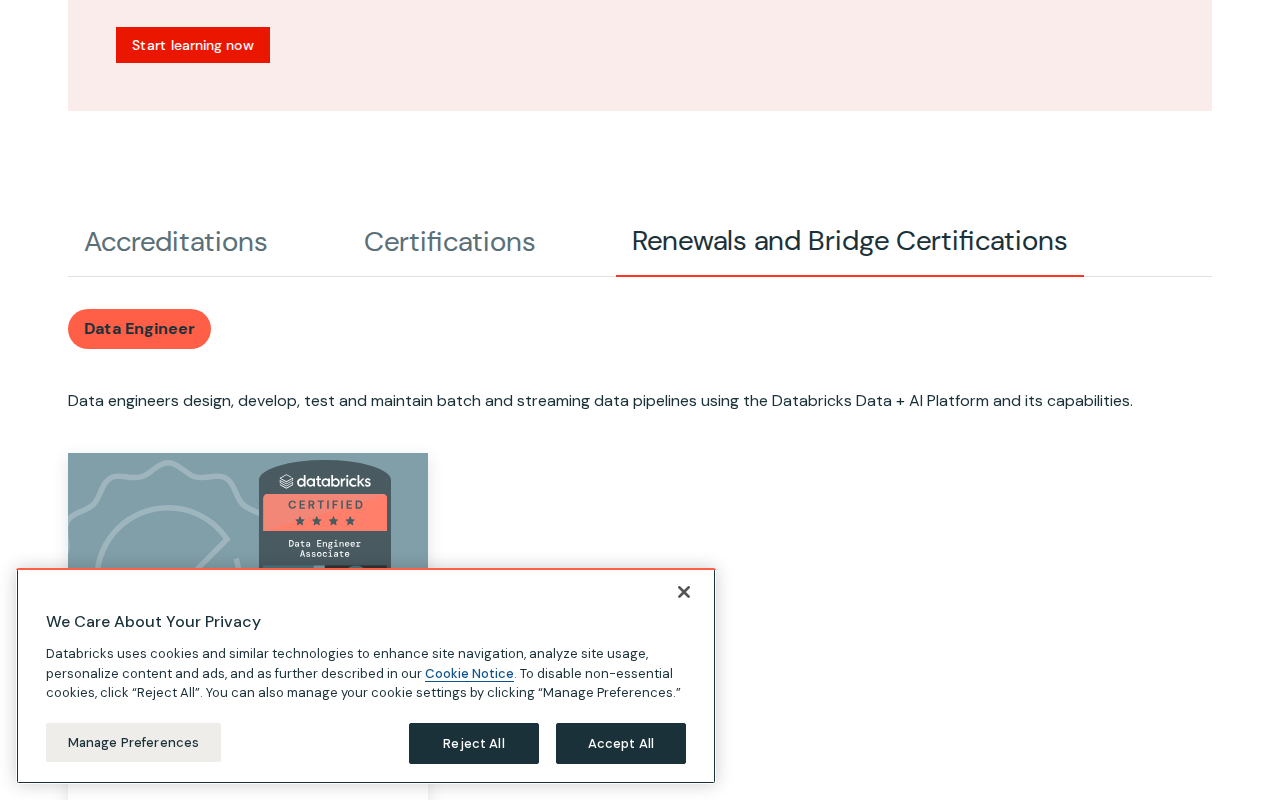 Start learning now
Accreditations
Certifications
Renewals and Bridge Certifications
Data Engineer
Data engineers design, develop, test and maintain batch and streaming data pipelines using the Databricks Data + AI Platform and its capabilities.
databricks
CERTIFIED
Data Engineer
Associate
We Care About Your Privacy
Databricks uses cookies and similar technologies to enhance site navigation, analyze site usage,
personalize content and ads, and as further described in our Cookie Notice. To disable non-essential
cookies, click “Reject All”. You can also manage your cookie settings by clicking “Manage Preferences.”
Manage Preferences
Reject All
Accept All